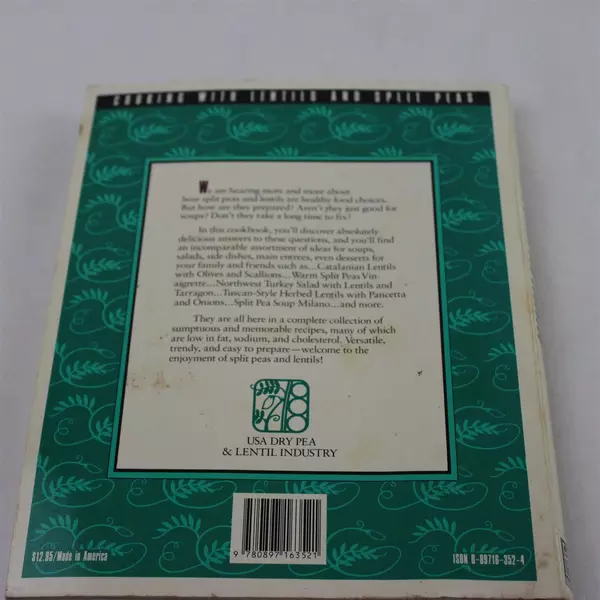 COOKING WITH LENTILS AND SPLIT PEAS
We are hearing more and more about
how split peas and lentils are healthy food choices.
But how are they prepared? Aren't they just good for
soups? Don't they take a long time to fix?
In this cookbook, you'll discover absolutely
delicious answers to these questions, and you'll find
an incomparable assortment of ideas for soups,
salads, side dishes, main entrees, even desserts for
your family and friends such as...Catalanian Lentils
with Olives and Scallions...Warm Split Peas Vin-
aigrette...Northwest Turkey Salad with Lentils and
Tarragon...Tuscan-Style Herbed Lentils with Pancetta
and Onions...Split Pea Soup Milano...and more.
They are all here in a complete collection of
sumptuous and memorable recipes, many of which
are low in fat, sodium, and cholesterol. Versatile,
trendy, and easy to prepare—welcome to the
enjoyment of split peas and lentils!
USA DRY PEA
& LENTIL INDUSTRY
$12.95/Made in America
9 780897 163521
ISBN 0-89716-352-4